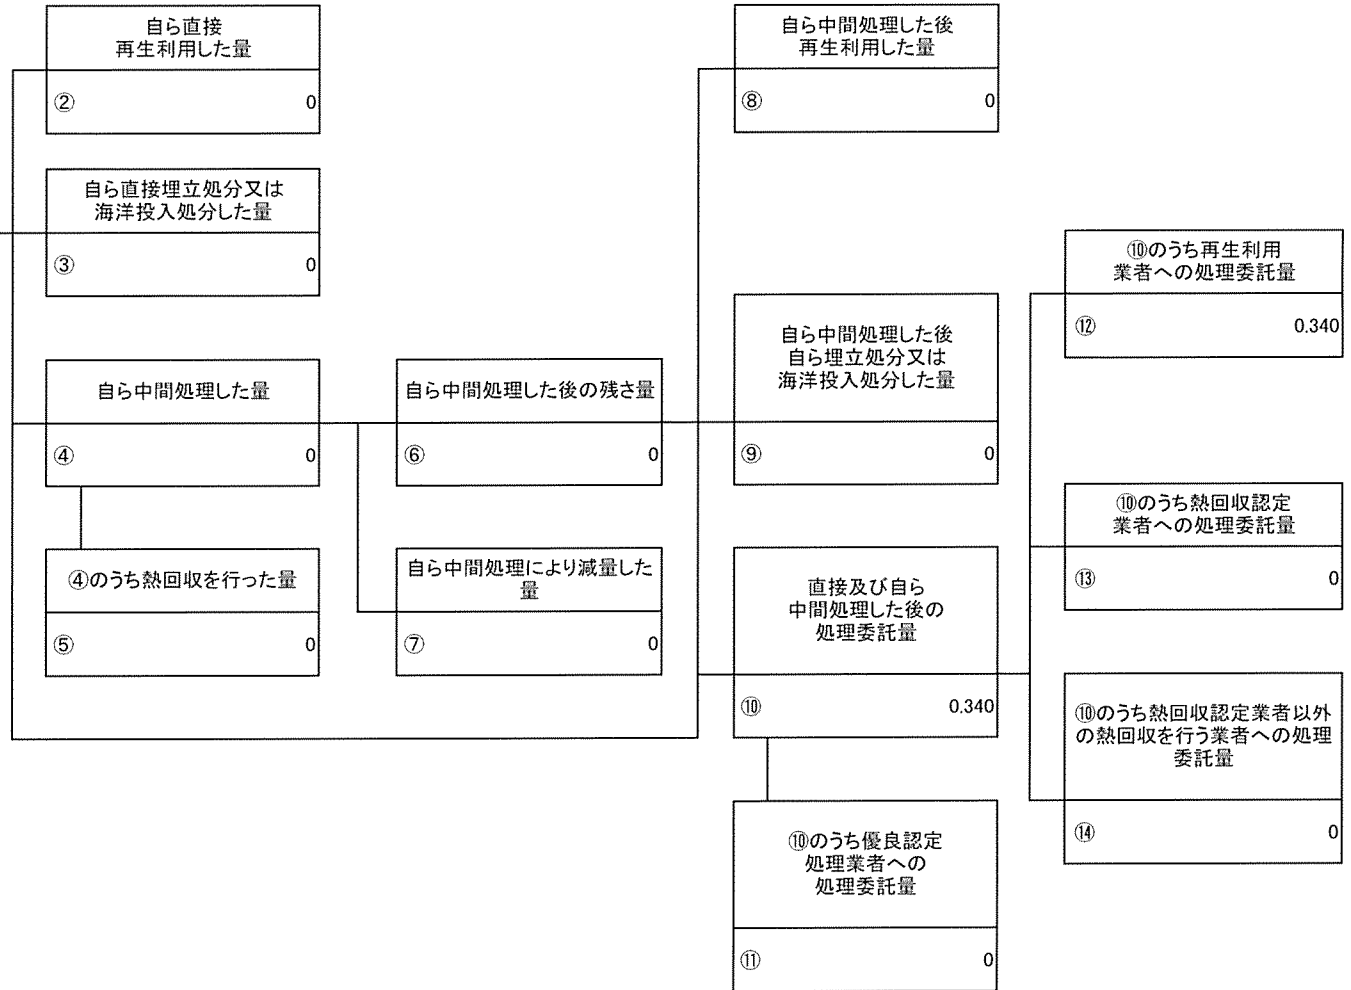 自ら直接
再生利用した量
② 0
自ら直接埋立処分又は
海洋投入処分した量
③ 0
自ら中間処理した量
④ 0
④のうち熱回収を行った量
⑤ 0
自ら中間処理した後の残さ量
⑥ 0
自ら中間処理により減量した
量
⑦ 0
自ら中間処理した後
再生利用した量
⑧ 0
自ら中間処理した後
自ら埋立処分又は
海洋投入処分した量
⑨ 0
直接及び自ら
中間処理した後の
処理委託量
⑩ 0.340
⑩のうち優良認定
処理業者への
処理委託量
⑪ 0
⑩のうち再生利用
業者への処理委託量
⑫ 0.340
⑩のうち熱回収認定
業者への処理委託量
⑬ 0
⑩のうち熱回収認定業者以外
の熱回収を行う業者への処理
委託量
⑭ 0